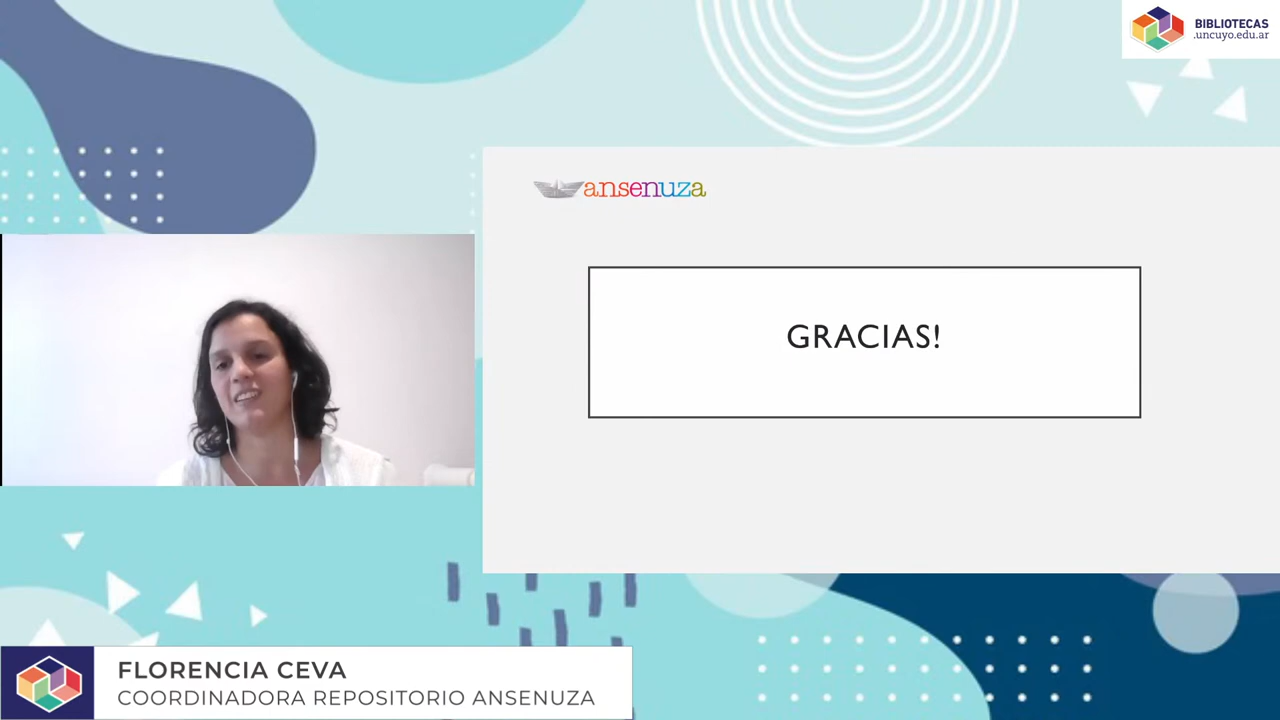 BIBLIOTECAS
.uncuyo.edu.ar
ansenuza
GRACIAS!
FLORENCIA CEVA
COORDINADORA REPOSITORIO ANSENUZA